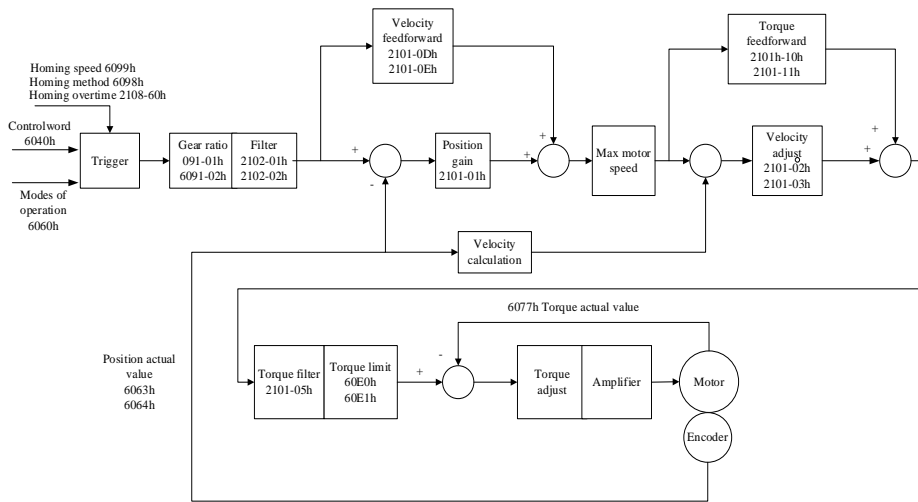 Velocity
feedforward
2101-0Dh
2101-0Eh
Torque
feedforward
2101h-10h
2101-11h
Homing speed 6099h
Homing method 6098h
Homing overtime 2108-60h
Controlword
6040h
Trigger
Gear ratio
091-01h
6091-02h
Filter
2102-01h
2102-02h
+
-
Position
gain
2101-01h
+
+
Max motor
speed
Velocity
adjust
2101-02h
2101-03h
+
+
Modes of
operation
6060h
Velocity
calculation
6077h Torque actual value
Position actual
value
6063h
6064h
Torque filter
2101-05h
Torque limit
60E0h
60E1h
+
-
Torque
adjust
Amplifier
Motor
Encoder